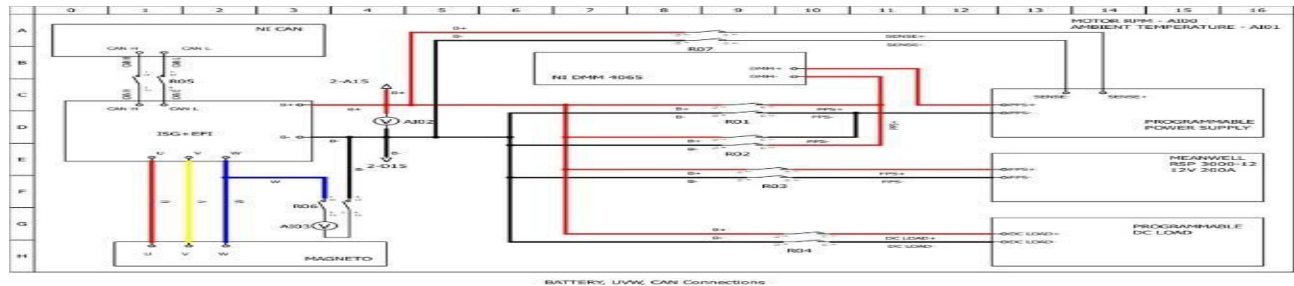 0 1 2 3 4 5 6 7 8 9 10 11 12 13 14 15 16
A
B
C
D
E
F
G
H
NI CAN
MOTOR RPM - AI00
AMBIENT TEMPERATURE - AI01
CAN H CAN L
R05
CAN H CAN L
ISG+EFI
B+
B-
U V W
W
R06
AI03
U V W
MAGNETO
2-A15
B+
AI02
B-
2-D15
B+
B-
R07
SENSE+
SENSE-
NI DMM 4065
DMM+
DMM-
B+
B-
R01
PPS+
PPS-
B+
B-
R02
PPS-
PPS+
SENSE- SENSE+
PPS+
PPS-
PROGRAMMABLE
POWER SUPPLY
B+
B-
R03
FPS+
FPS-
FPS+
FPS-
MEANWELL
RSP 3000-12
12V 200A
B+
B-
R04
DC LOAD+
DC LOAD-
DC LOAD+
DC LOAD-
PROGRAMMABLE
DC LOAD
BATTERY, UVW, CAN Connections